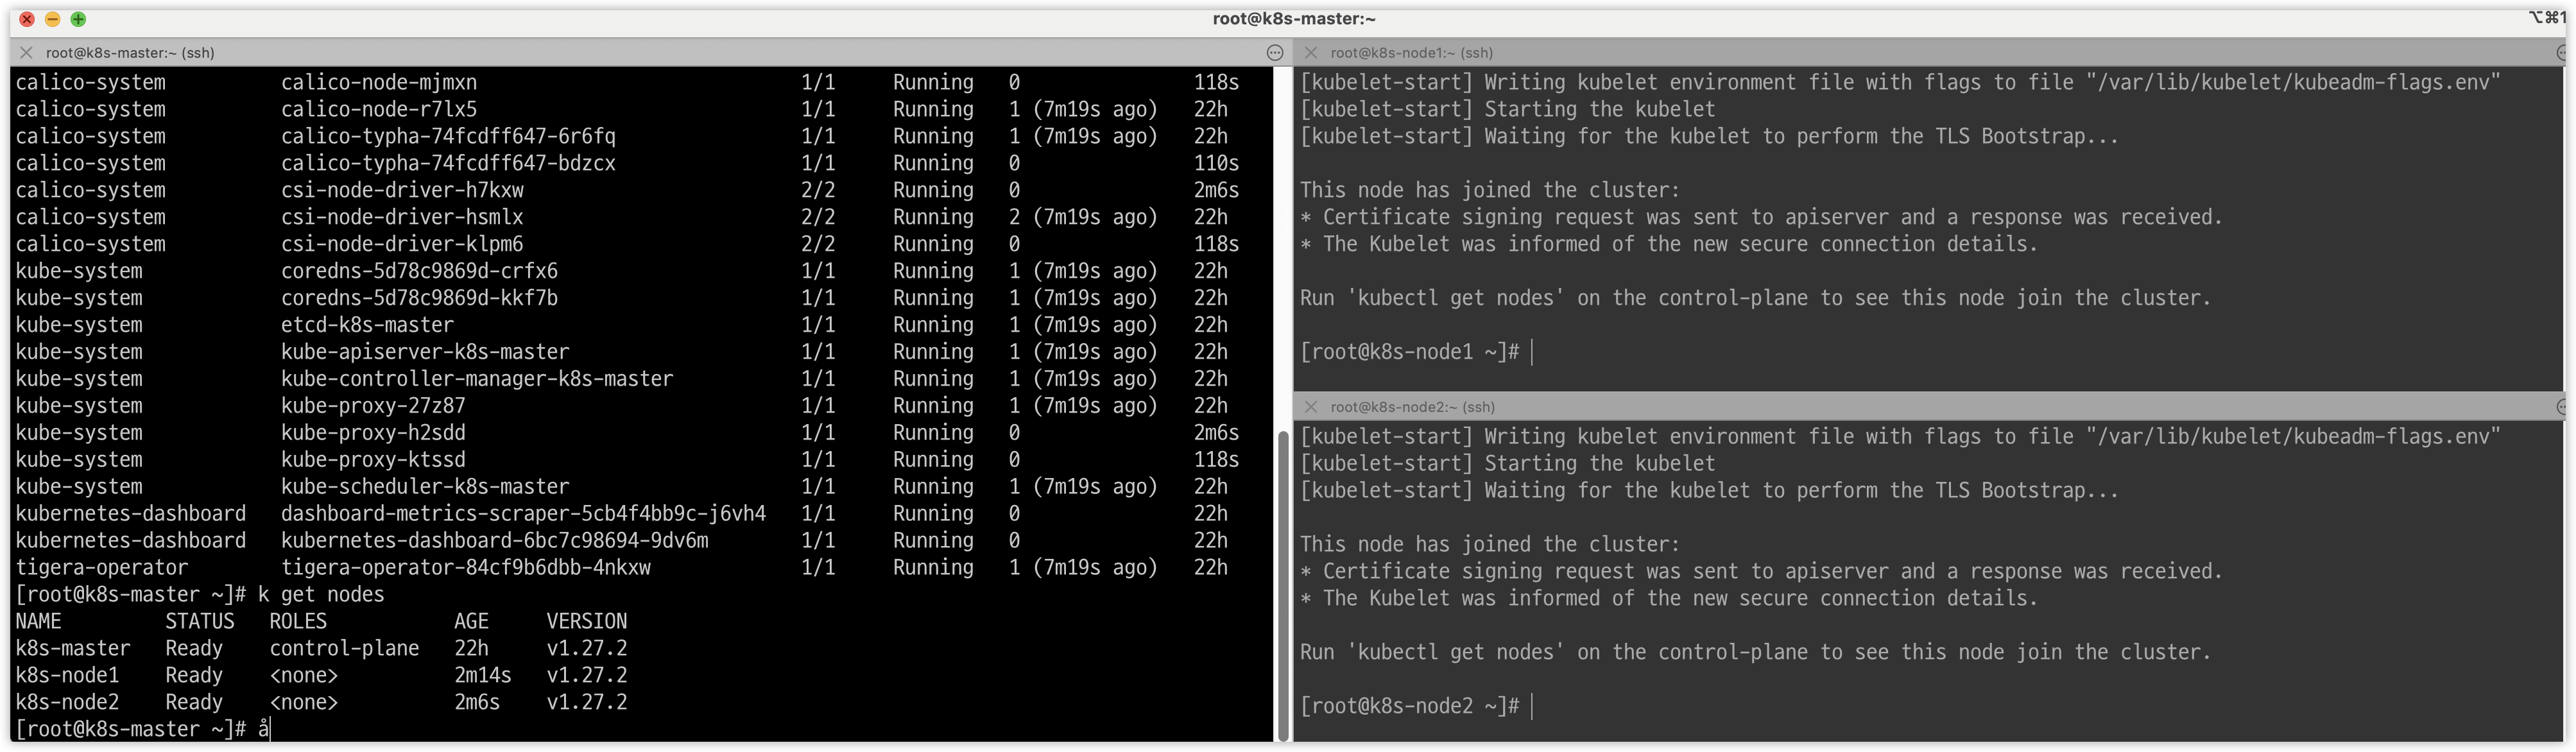 root@k8s-master:~
⌥⌘1
root@k8s-master:~ (ssh)
calico-system calico-node-mjmxn 1/1 Running 0 118s
calico-system calico-node-r7lx5 1/1 Running 1 (7m19s ago) 22h
calico-system calico-typha-74fcdff647-6r6fq 1/1 Running 1 (7m19s ago) 22h
calico-system calico-typha-74fcdff647-bdzcx 1/1 Running 0 110s
calico-system csi-node-driver-h7kxw 2/2 Running 0 2m6s
calico-system csi-node-driver-hsmlx 2/2 Running 2 (7m19s ago) 22h
calico-system csi-node-driver-klpm6 2/2 Running 0 118s
kube-system coredns-5d78c9869d-crfx6 1/1 Running 1 (7m19s ago) 22h
kube-system coredns-5d78c9869d-kkf7b 1/1 Running 1 (7m19s ago) 22h
kube-system etcd-k8s-master 1/1 Running 1 (7m19s ago) 22h
kube-system kube-apiserver-k8s-master 1/1 Running 1 (7m19s ago) 22h
kube-system kube-controller-manager-k8s-master 1/1 Running 1 (7m19s ago) 22h
kube-system kube-proxy-27z87 1/1 Running 1 (7m19s ago) 22h
kube-system kube-proxy-h2sdd 1/1 Running 0 2m6s
kube-system kube-proxy-ktssd 1/1 Running 0 118s
kube-system kube-scheduler-k8s-master 1/1 Running 1 (7m19s ago) 22h
kubernetes-dashboard dashboard-metrics-scraper-5cb4f4bb9c-j6vh4 1/1 Running 0 22h
kubernetes-dashboard kubernetes-dashboard-6bc7c98694-9dv6m 1/1 Running 0 22h
tigera-operator tigera-operator-84cf9b6dbb-4nkxw 1/1 Running 1 (7m19s ago) 22h
[root@k8s-master ~]# k get nodes
NAME STATUS ROLES AGE VERSION
k8s-master Ready control-plane 22h v1.27.2
k8s-node1 Ready <none> 2m14s v1.27.2
k8s-node2 Ready <none> 2m6s v1.27.2
[root@k8s-master ~]# å
root@k8s-node1:~ (ssh)
[kubelet-start] Writing kubelet environment file with flags to file "/var/lib/kubelet/kubeadm-flags.env"
[kubelet-start] Starting the kubelet
[kubelet-start] Waiting for the kubelet to perform the TLS Bootstrap...
This node has joined the cluster:
* Certificate signing request was sent to apiserver and a response was received.
* The Kubelet was informed of the new secure connection details.
Run 'kubectl get nodes' on the control-plane to see this node join the cluster.
[root@k8s-node1 ~]#
root@k8s-node2:~ (ssh)
[kubelet-start] Writing kubelet environment file with flags to file "/var/lib/kubelet/kubeadm-flags.env"
[kubelet-start] Starting the kubelet
[kubelet-start] Waiting for the kubelet to perform the TLS Bootstrap...
This node has joined the cluster:
* Certificate signing request was sent to apiserver and a response was received.
* The Kubelet was informed of the new secure connection details.
Run 'kubectl get nodes' on the control-plane to see this node join the cluster.
[root@k8s-node2 ~]#